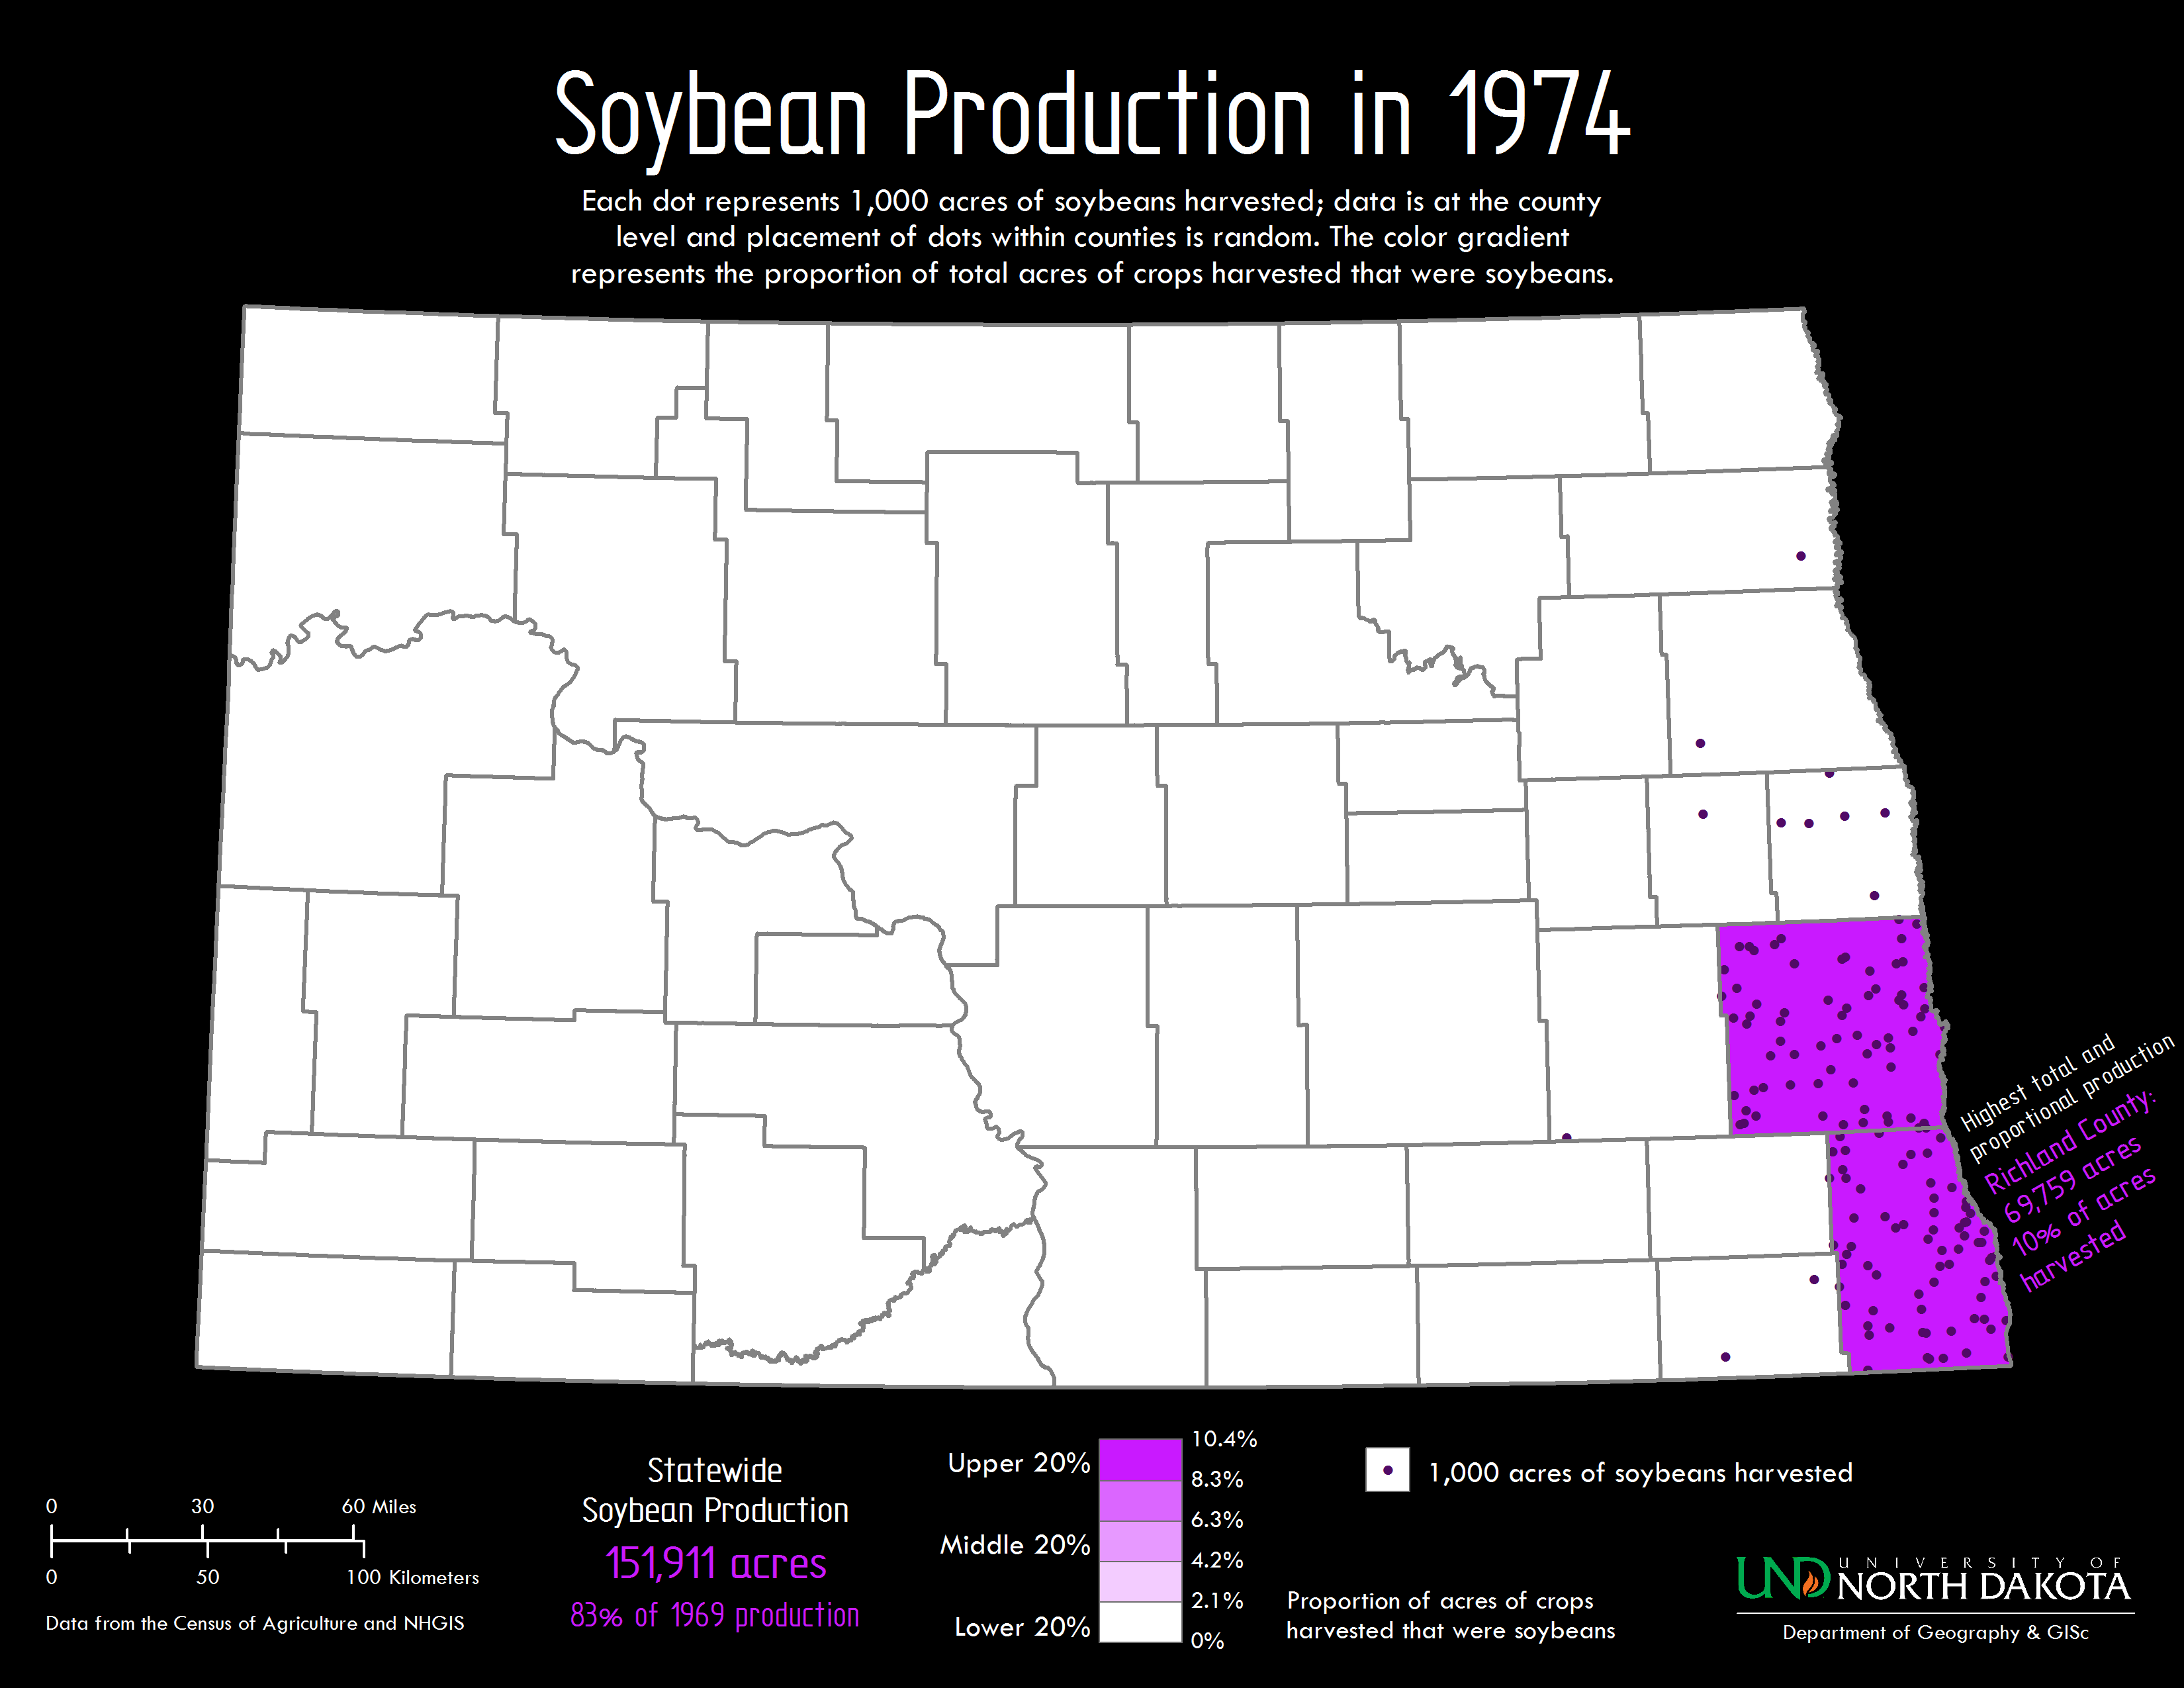 Soybean Production in 1974
Each dot represents 1,000 acres of soybeans harvested; data is at the county
level and placement of dots within counties is random. The color gradient
represents the proportion of total acres of crops harvested that were soybeans.
Highest total and
proportional production
Richland County:
69,759 acres
10% of acres
harvested
0 30 60 Miles
0 50 100 Kilometers
Data from the Census of Agriculture and NHGIS
Statewide
Soybean Production
151,911 acres
83% of 1969 production
Upper 20%
Middle 20%
Lower 20%
10.4%
8.3%
6.3%
4.2%
2.1%
0%
1,000 acres of soybeans harvested
Proportion of acres of crops
harvested that were soybeans
UND
UNIVERSITY OF
NORTH DAKOTA
Department of Geography & GISc